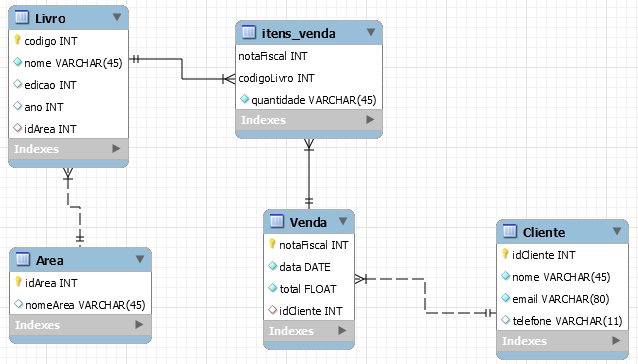 Livro
codigo INT
nome VARCHAR(45)
edicao INT
ano INT
idArea INT
Indexes
itens_venda
notaFiscal INT
codigoLivro INT
quantidade VARCHAR(45)
Indexes
Area
idArea INT
nomeArea VARCHAR(45)
Indexes
Venda
notaFiscal INT
data DATE
total FLOAT
idCliente INT
Indexes
Cliente
idCliente INT
nome VARCHAR(45)
email VARCHAR(80)
telefone VARCHAR(11)
Indexes